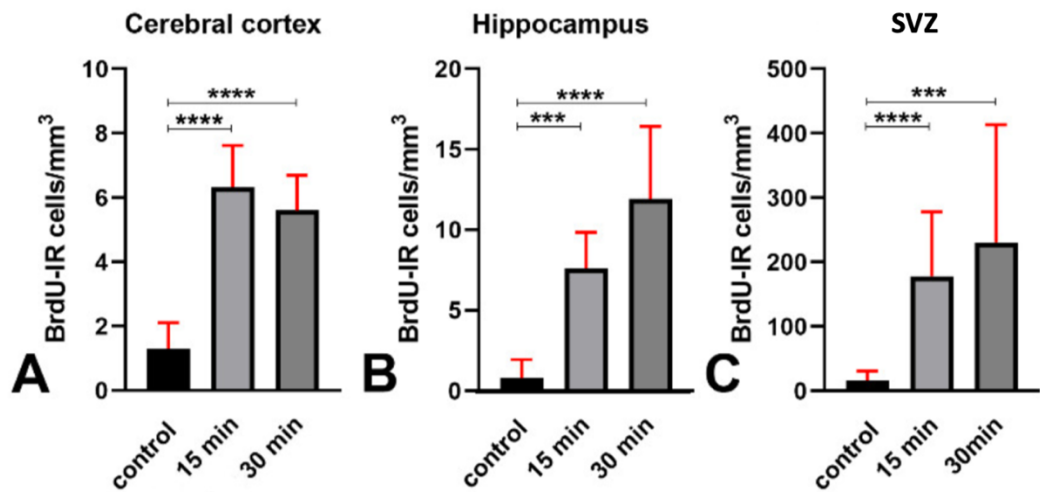 Cerebral cortex
BrdU-IR cells/mm³
10
8
6
4
2
0
****
****
control
15 min
30 min
A
Hippocampus
BrdU-IR cells/mm³
20
15
10
5
0
****
***
control
15 min
30 min
B
SVZ
BrdU-IR cells/mm³
500
400
300
200
100
0
***
****
control
15 min
30min
C